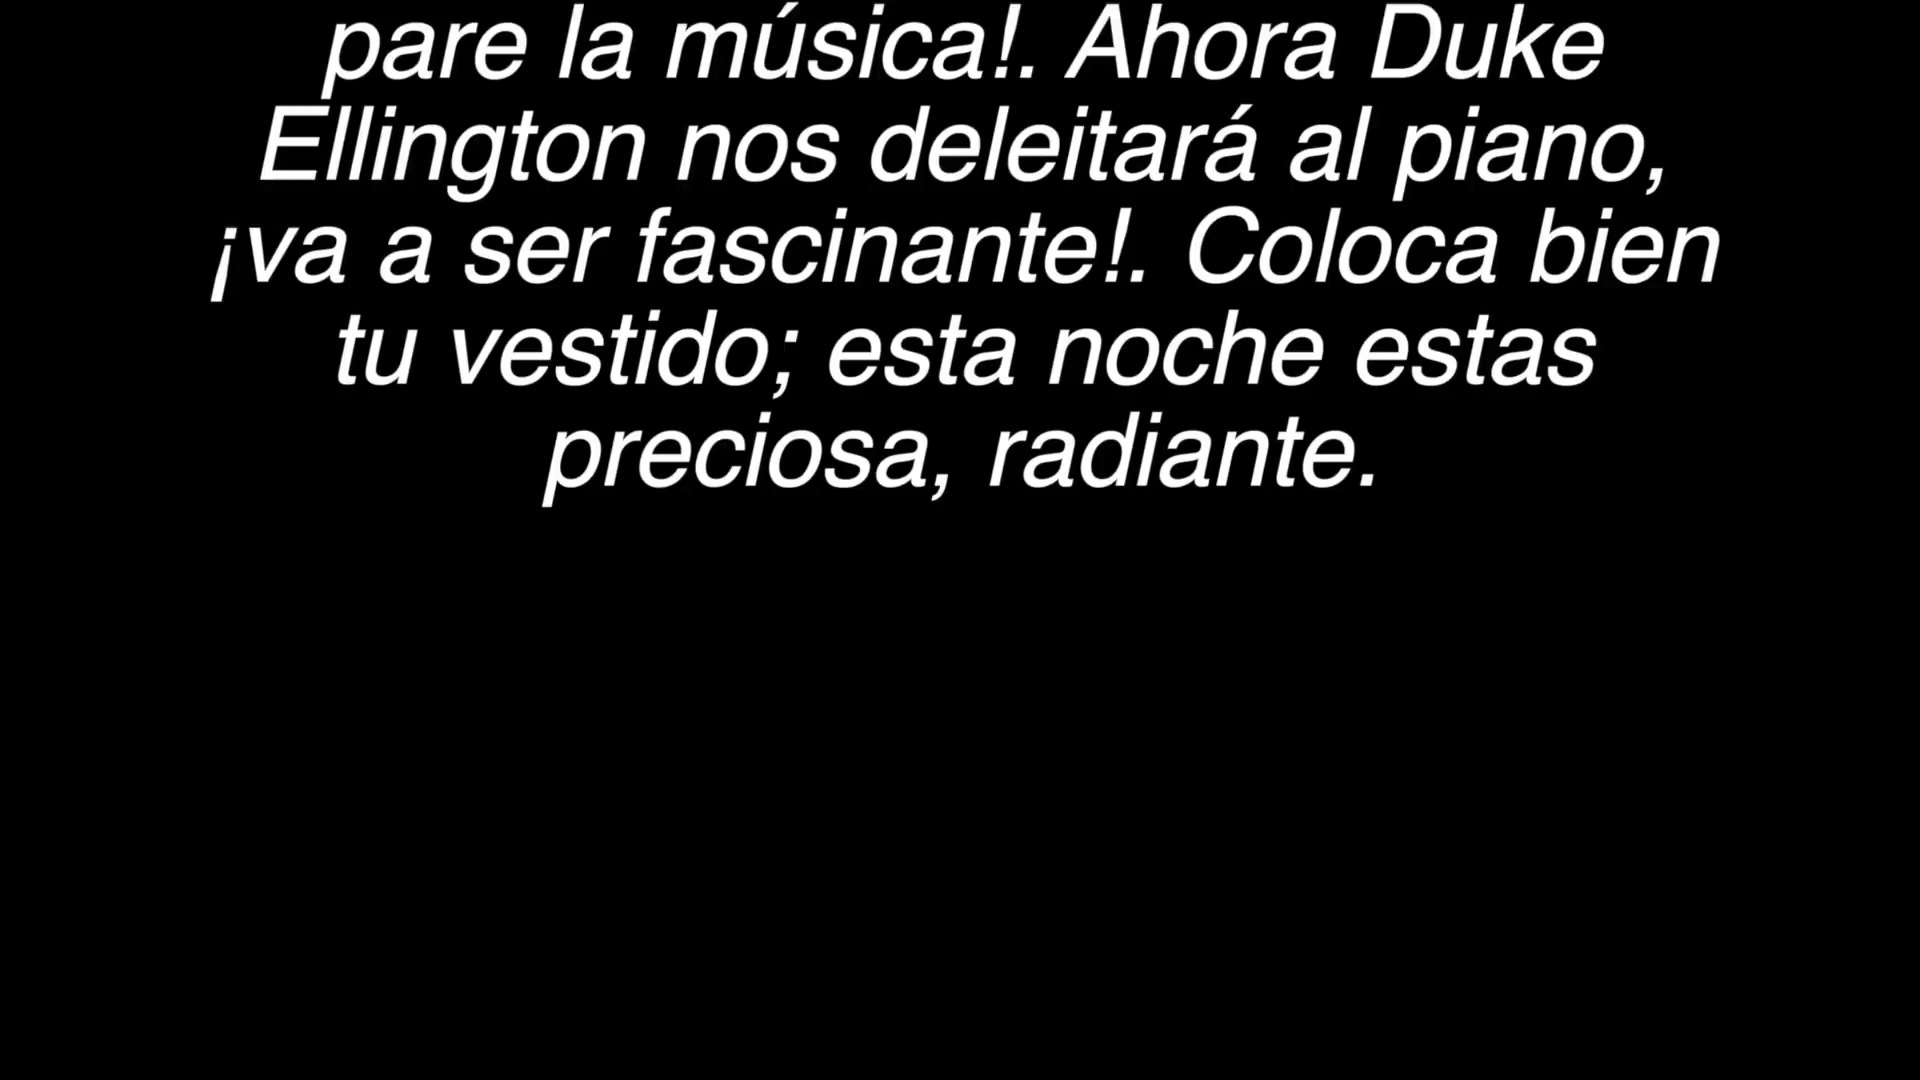 pare la música!. Ahora Duke
Ellington nos deleitará al piano,
¡va a ser fascinante!. Coloca bien
tu vestido; esta noche estas
preciosa, radiante.